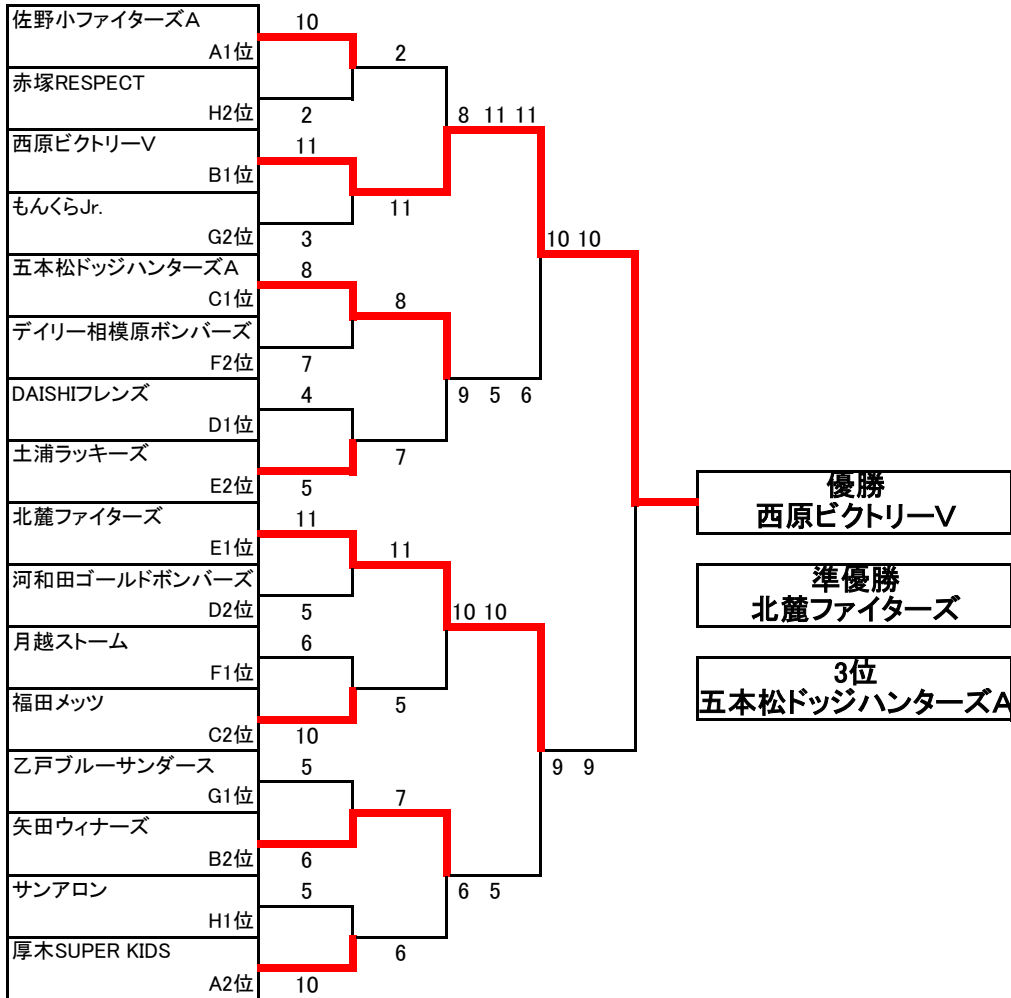 佐野小ファイターズA
A1位
10
2
赤塚RESPECT
H2位
2
8 11 11
西原ビクトリーV
B1位
11
11
もんくらJr.
G2位
3
10 10
五本松ドッジハンターズA
C1位
8
8
デイリー相模原ボンバーズ
F2位
7
9 5 6
DAISHIフレンズ
D1位
4
7
土浦ラッキーズ
E2位
5
優勝
西原ビクトリーV
北麓ファイターズ
E1位
11
11
準優勝
北麓ファイターズ
河和田ゴールドボンバーズ
D2位
5
10 10
月越ストーム
F1位
6
5
3位
五本松ドッジハンターズA
福田メッツ
C2位
10
9 9
乙戸ブルーサンダース
G1位
5
7
矢田ウィナーズ
B2位
6
6 5
サンアロン
H1位
5
6
厚木SUPER KIDS
A2位
10